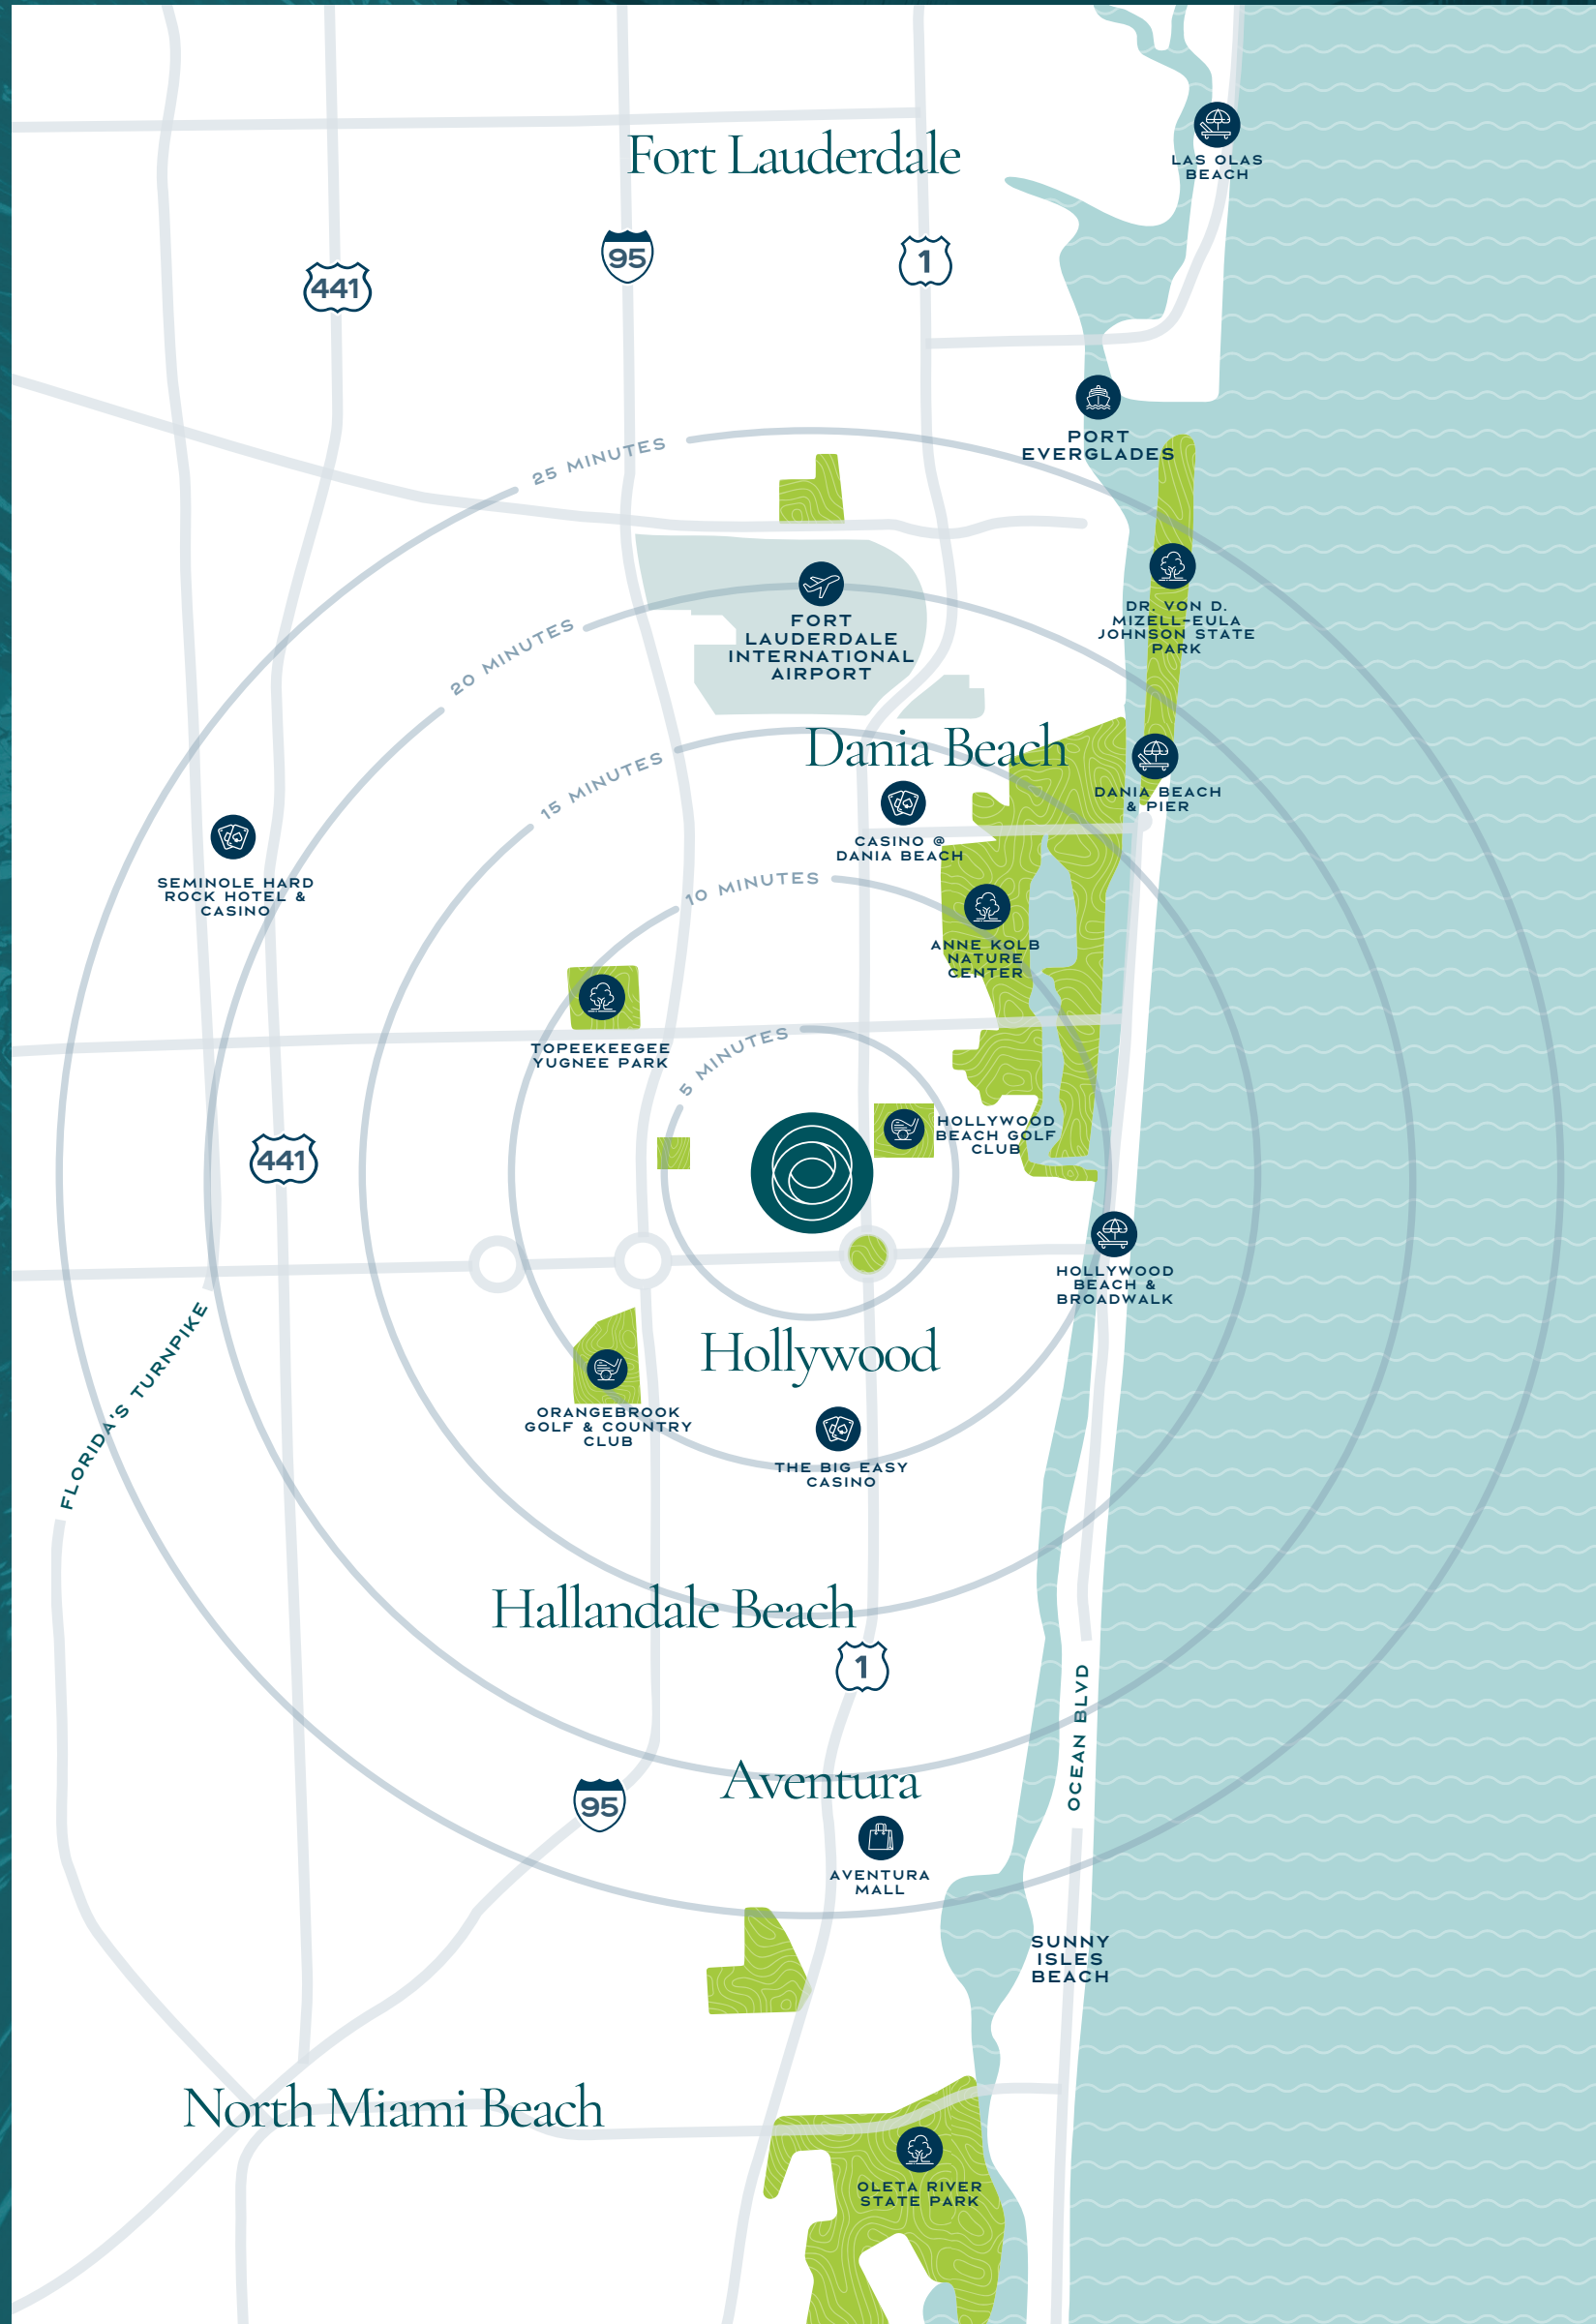 LAS OLAS
BEACH
Fort Lauderdale
95
1
441
PORT
EVERGLADES
25 MINUTES
FORT
LAUDERDALE
INTERNATIONAL
AIRPORT
DR. VON D.
MIZELL-EULA
JOHNSON STATE
PARK
20 MINUTES
Dania Beach
15 MINUTES
DANIA BEACH
& PIER
CASINO @
DANIA BEACH
SEMINOLE HARD
ROCK HOTEL &
CASINO
10 MINUTES
ANNE KOLB
NATURE
CENTER
TOPEEKEEGEE
YUGNEE PARK
5 MINUTES
HOLLYWOOD
BEACH GOLF
CLUB
441
HOLLYWOOD
BEACH &
BROADWALK
FLORIDA'S TURNPIKE
Hollywood
ORANGEBROOK
GOLF & COUNTRY
CLUB
THE BIG EASY
CASINO
Hallandale Beach
1
OCEAN BLVD
Aventura
95
AVENTURA
MALL
SUNNY
ISLES
BEACH
North Miami Beach
OLETA RIVER
STATE PARK